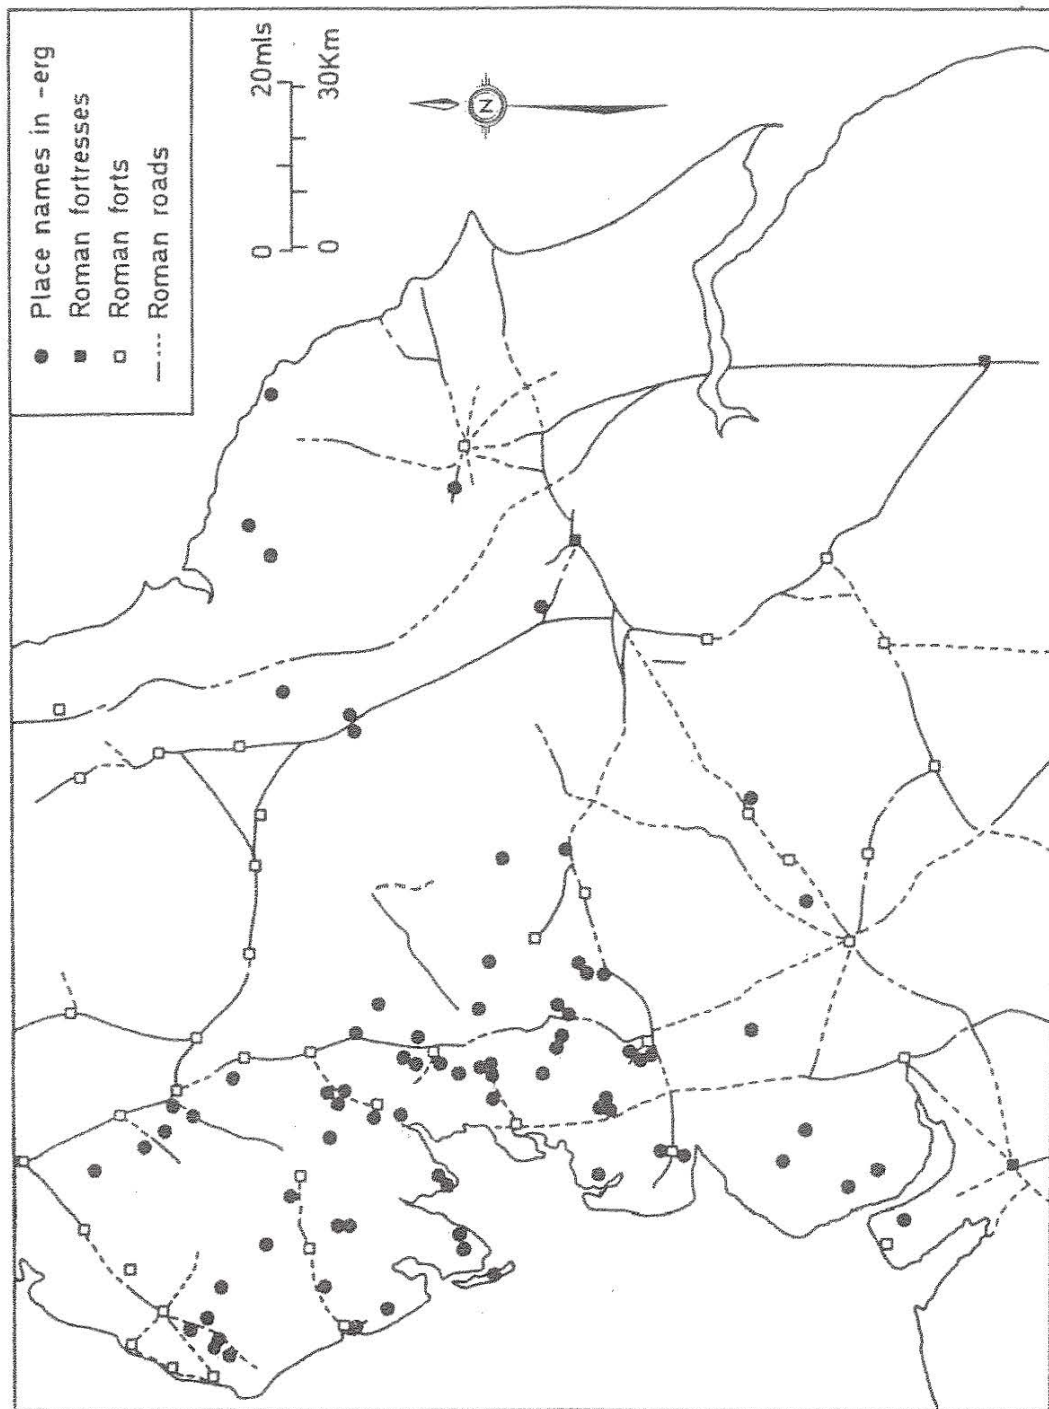 Place names in -erg
Roman fortresses
Roman forts
Roman roads
0 20mls
0 30Km
N